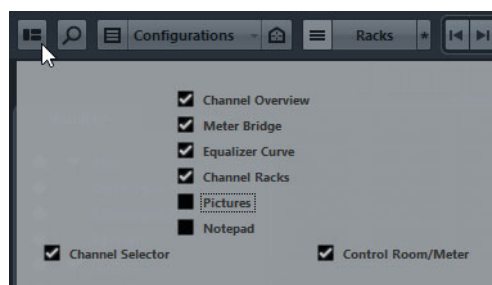 Configurations Racks *
Channel Overview
Meter Bridge
Equalizer Curve
Channel Racks
Pictures
Notepad
Channel Selector Control Room/Meter